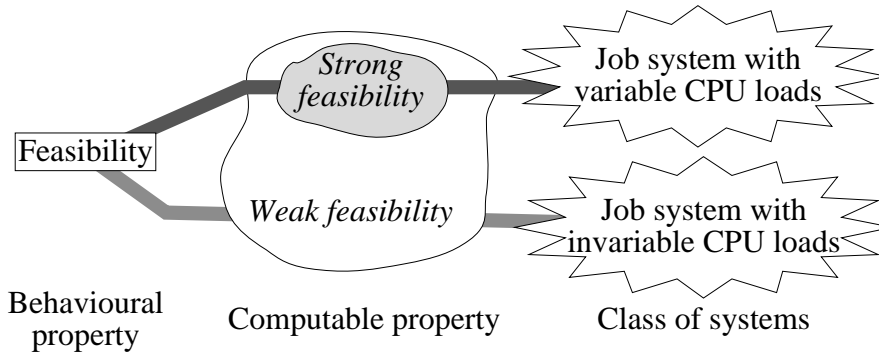 Strong
feasibility
Job system with
variable CPU loads
Feasibility
Weak feasibility
Job system with
invariable CPU loads
Behavioural
property
Computable property
Class of systems